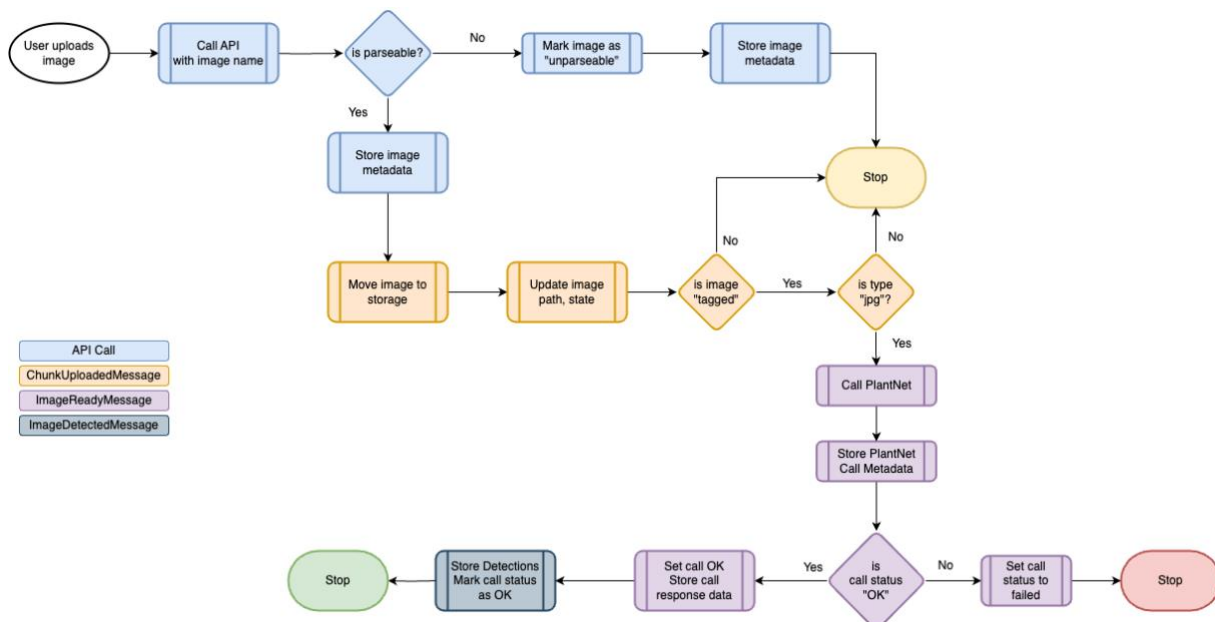 User uploads
image
Call API
with image name
is parseable?
No
Mark image as
"unparseable"
Store image
metadata
Yes
Store image
metadata
Stop
No
No
Move image to
storage
Update image
path, state
is image
"tagged"
Yes
is type
"jpg"?
Yes
API Call
ChunkUploadedMessage
ImageReadyMessage
ImageDetectedMessage
Call PlantNet
Store PlantNet
Call Metadata
Stop
Store Detections
Mark call status
as OK
Set call OK
Store call
response data
Yes
is
call status
"OK"
No
Set call
status to
failed
Stop